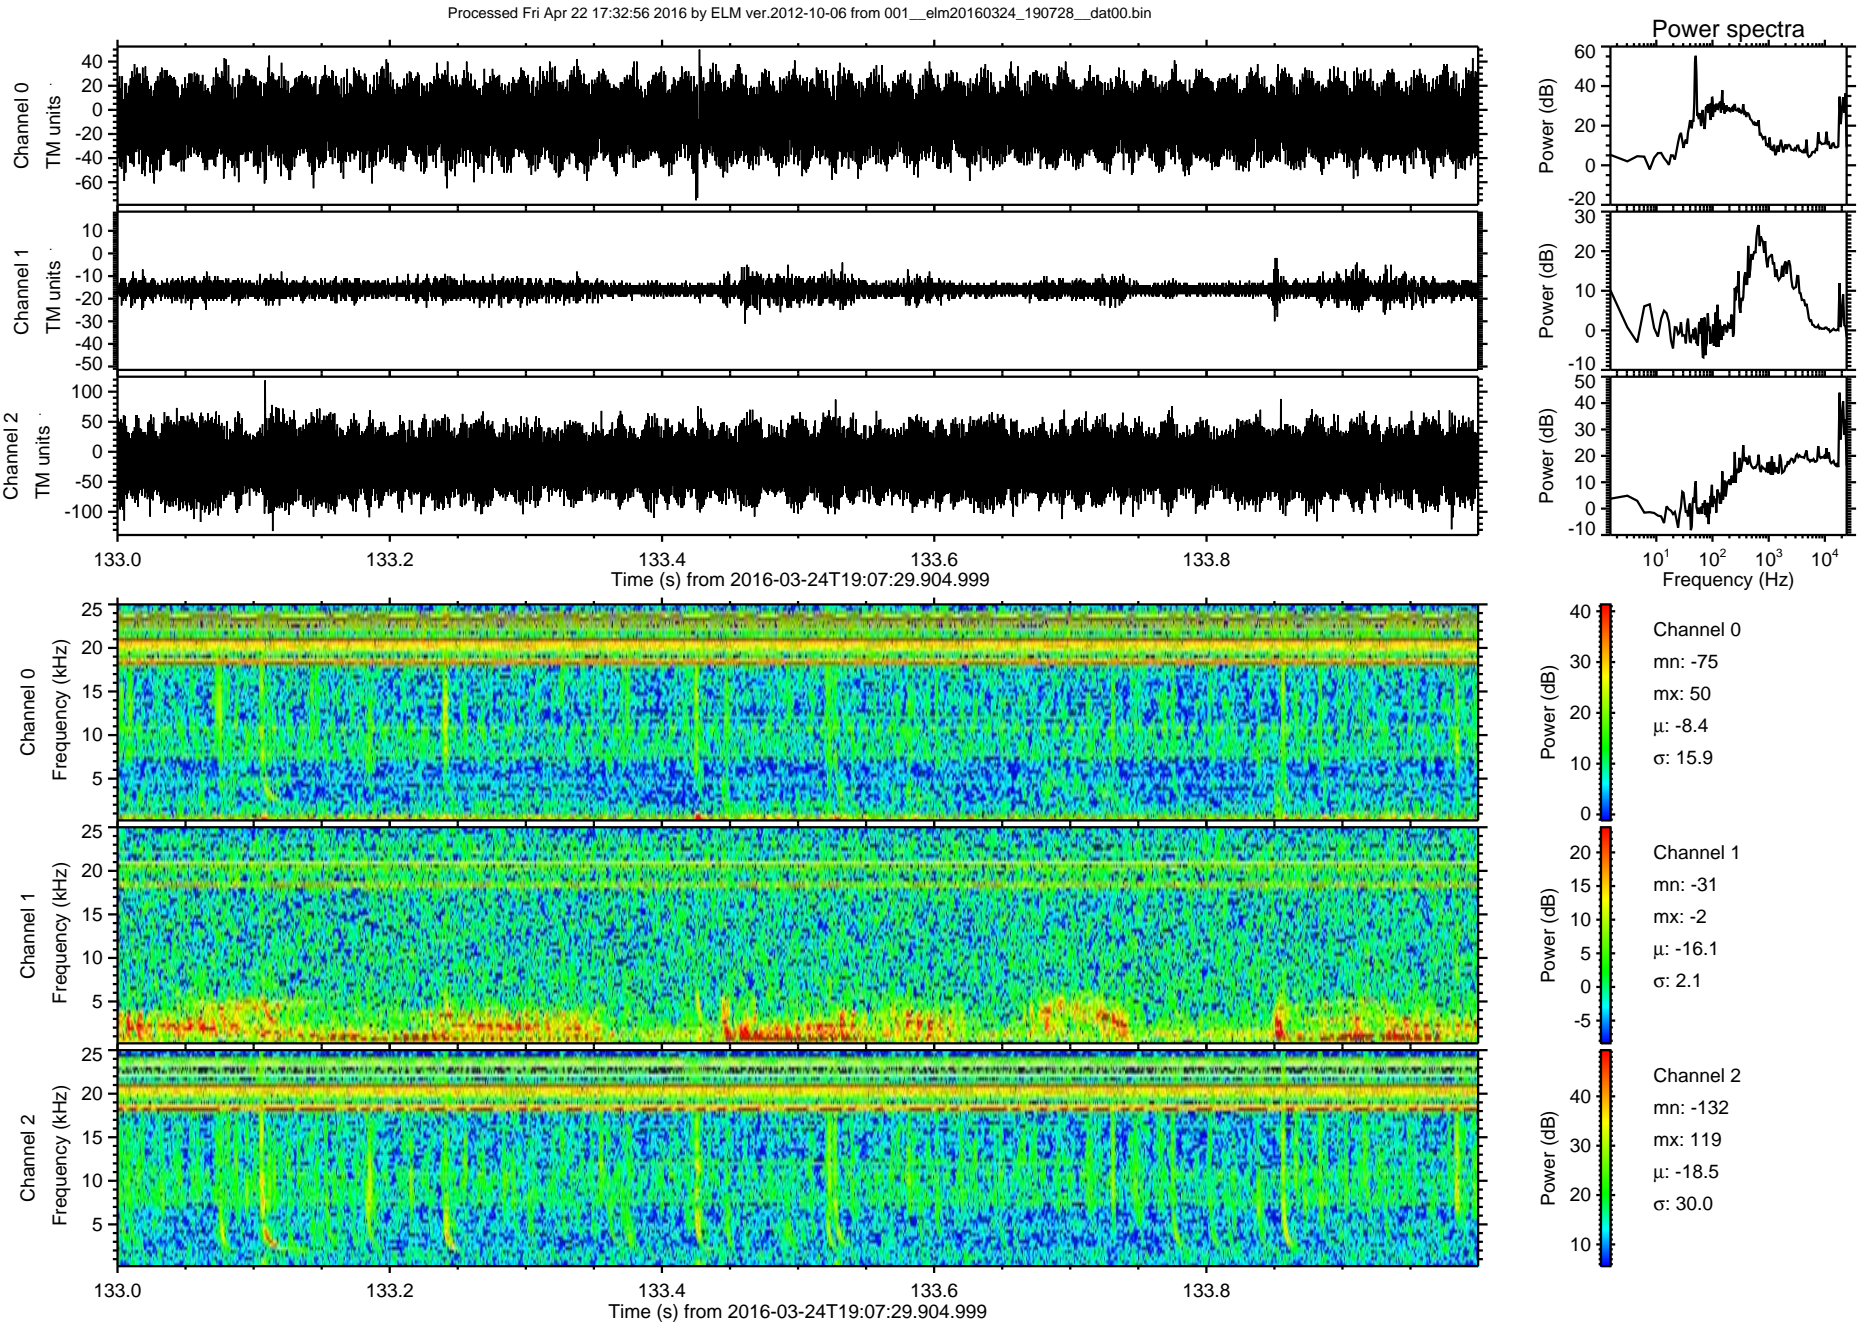 Processed Fri Apr 22 17:32:56 2016 by ELM ver.2012-10-06 from 001__elm20160324_190728__dat00.bin
Power spectra
Channel 0
TM units
40
20
0
-20
-40
-60
Power (dB)
60
40
20
0
-20
Channel 1
TM units
10
0
-10
-20
-30
-40
-50
Power (dB)
30
20
10
0
-10
Channel 2
TM units
100
50
0
-50
-100
Power (dB)
50
40
30
20
10
0
-10
133.0 133.2 133.4 133.6 133.8
Time (s) from 2016-03-24T19:07:29.904.999
10¹ 10² 10³ 10⁴
Frequency (Hz)
Channel 0
Frequency (kHz)
25
20
15
10
5
Power (dB)
40
30
20
10
0
Channel 0
mn: -75
mx: 50
μ: -8.4
σ: 15.9
Channel 1
Frequency (kHz)
25
20
15
10
5
Power (dB)
20
15
10
5
0
-5
Channel 1
mn: -31
mx: -2
μ: -16.1
σ: 2.1
Channel 2
Frequency (kHz)
25
20
15
10
5
Power (dB)
40
30
20
10
Channel 2
mn: -132
mx: 119
μ: -18.5
σ: 30.0
133.0 133.2 133.4 133.6 133.8
Time (s) from 2016-03-24T19:07:29.904.999